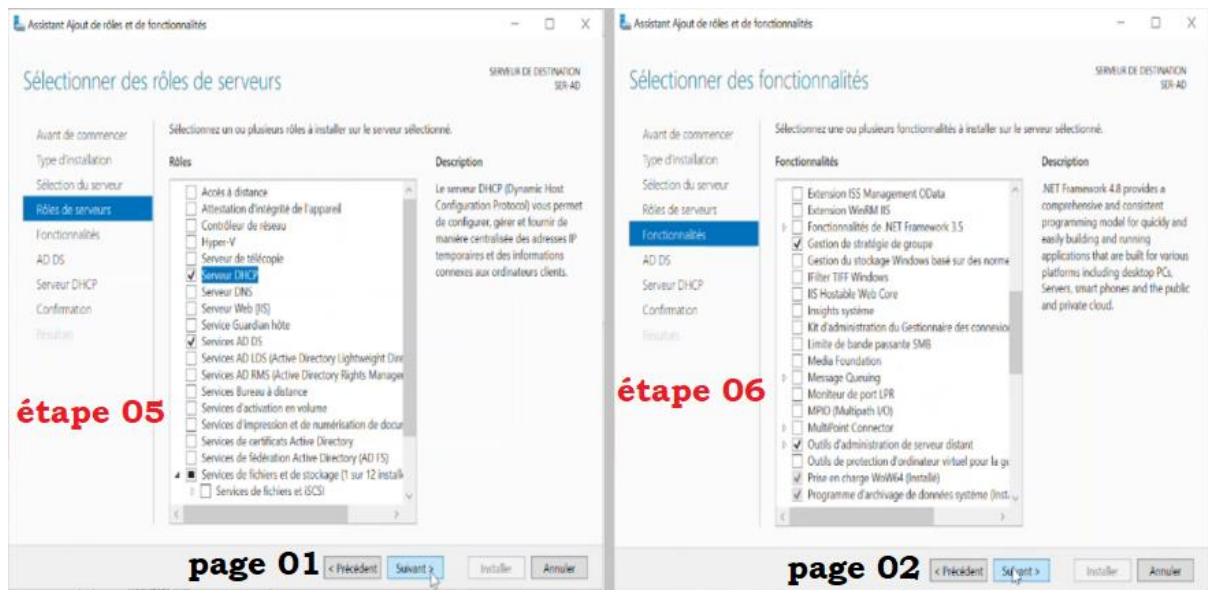 Assistant Ajout de rôles et de fonctionnalités
Sélectionner des rôles de serveurs
SERVEUR DE DESTINATION
SER-AD
Avant de commencer
Type d'installation
Sélection du serveur
Rôles de serveurs
Fonctionnalités
AD DS
Serveur DHCP
Confirmation
Résultats
Sélectionnez un ou plusieurs rôles à installer sur le serveur sélectionné.
Rôles
Accès à distance
Attestation d'intégrité de l'appareil
Contrôleur de réseau
Hyper-V
Serveur de télécopie
Serveur DHCP
Serveur DNS
Serveur Web (IIS)
Service Guardian hôte
Services AD DS
Services AD LDS (Active Directory Lightweight Dire
Services AD RMS (Active Directory Rights Manager
Services Bureau à distance
Services d'activation en volume
Services d'impression et de numérisation de docur
Services de certificats Active Directory
Services de fédération Active Directory (AD FS)
Services de fichiers et de stockage (1 sur 12 install
Services de fichiers et iSCSI
Description
Le serveur DHCP (Dynamic Host
Configuration Protocol) vous permet
de configurer, gérer et fournir de
manière centralisée des adresses IP
temporaires et des informations
connexes aux ordinateurs clients.
étape 05
page 01
< Précédent
Suivant >
Installer
Annuler
Assistant Ajout de rôles et de fonctionnalités
Sélectionner des fonctionnalités
SERVEUR DE DESTINATION
SER-AD
Avant de commencer
Type d'installation
Sélection du serveur
Rôles de serveurs
Fonctionnalités
AD DS
Serveur DHCP
Confirmation
Résultats
Sélectionnez une ou plusieurs fonctionnalités à installer sur le serveur sélectionné.
Fonctionnalités
Extension ISS Management OData
Extension WinRM IIS
Fonctionnalités de .NET Framework 3.5
Gestion de stratégie de groupe
Gestion du stockage Windows basé sur des norme
IFilter TIFF Windows
IIS Hostable Web Core
Insights système
Kit d'administration du Gestionnaire des connexion
Limite de bande passante SMB
Media Foundation
Message Queuing
Moniteur de port LPR
MPIO (Multipath I/O)
MultiPoint Connector
Outils d'administration de serveur distant
Outils de protection d'ordinateur virtuel pour la ge
Prise en charge WoW64 (Installé)
Programme d'archivage de données système (Inst.
Description
.NET Framework 4.8 provides a
comprehensive and consistent
programming model for quickly and
easily building and running
applications that are built for various
platforms including desktop PCs,
Servers, smart phones and the public
and private cloud.
étape 06
page 02
< Précédent
Suivant >
Installer
Annuler